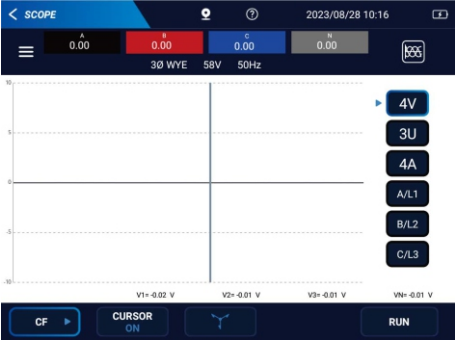 SCOPE
2023/08/28 10:16
A B C N
0.00 0.00 0.00 0.00
3Ø WYE 58V 50Hz
10
5
0
-5
-10
4V
3U
4A
A/L1
B/L2
C/L3
V1= -0.02 V V2= -0.01 V V3= -0.01 V VN= -0.01 V
CF
CURSOR
ON
RUN